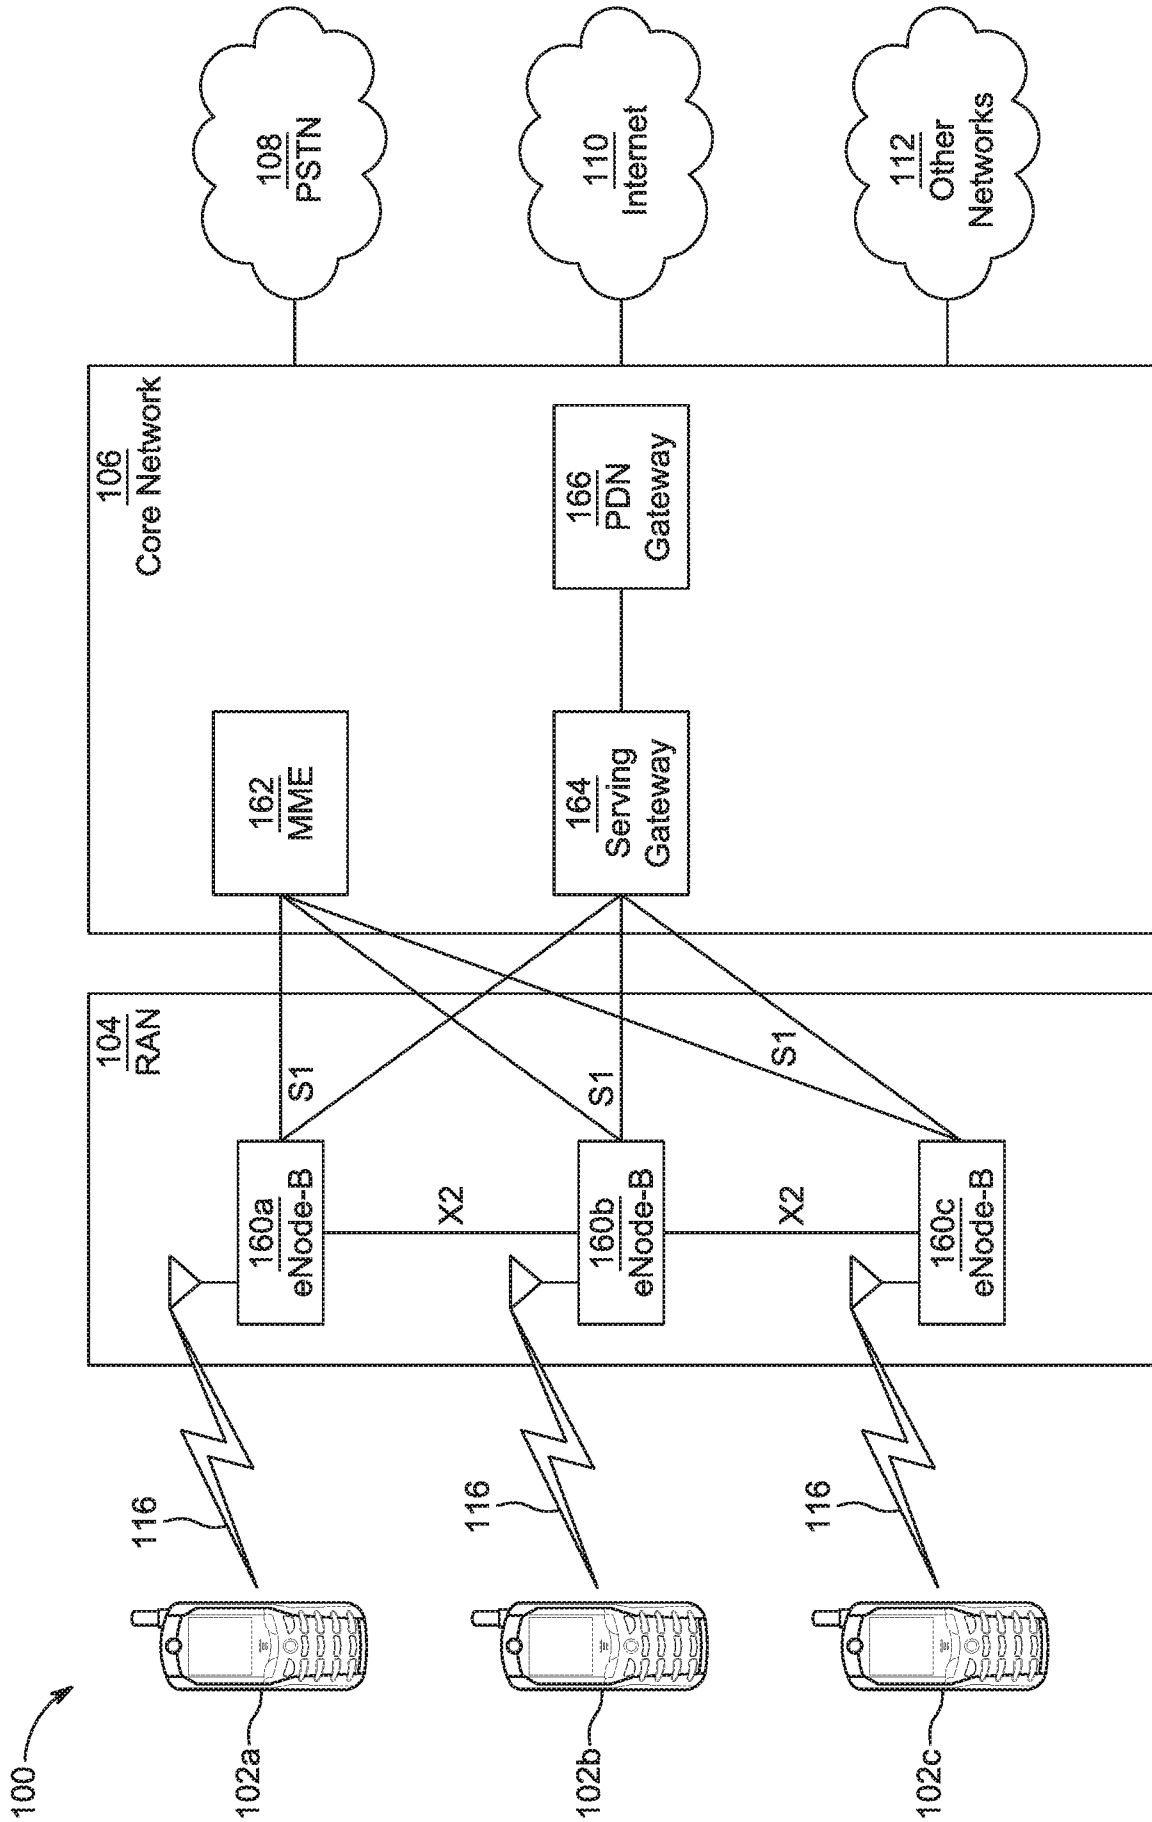 100
102a
102b
102c
116
116
116
104
RAN
160a
eNode-B
160b
eNode-B
160c
eNode-B
X2
X2
S1
S1
S1
106
Core Network
162
MME
164
Serving
Gateway
166
PDN
Gateway
108
PSTN
110
Internet
112
Other
Networks